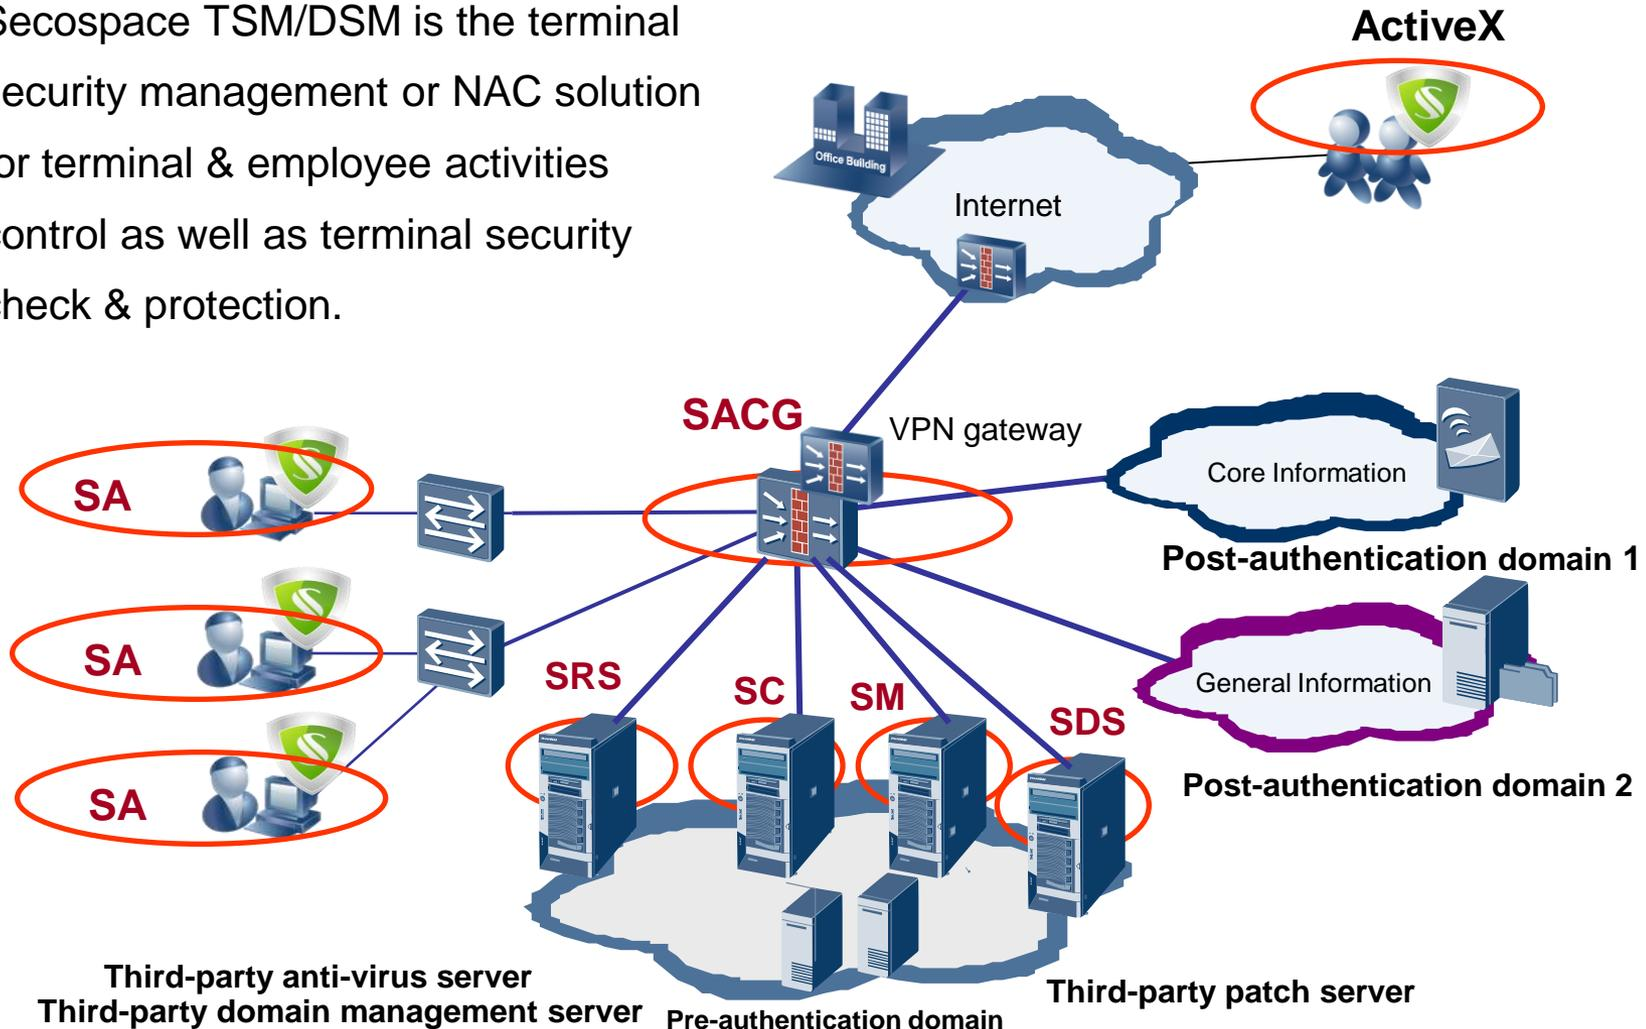 Secospace TSM/DSM is the terminal
security management or NAC solution
for terminal & employee activities
control as well as terminal security
check & protection.
ActiveX
Office Building
Internet
SACG
VPN gateway
Core Information
SA
Post-authentication domain 1
SA
SRS
SC
SM
General Information
SDS
Post-authentication domain 2
SA
Third-party anti-virus server
Third-party domain management server
Third-party patch server
Pre-authentication domain